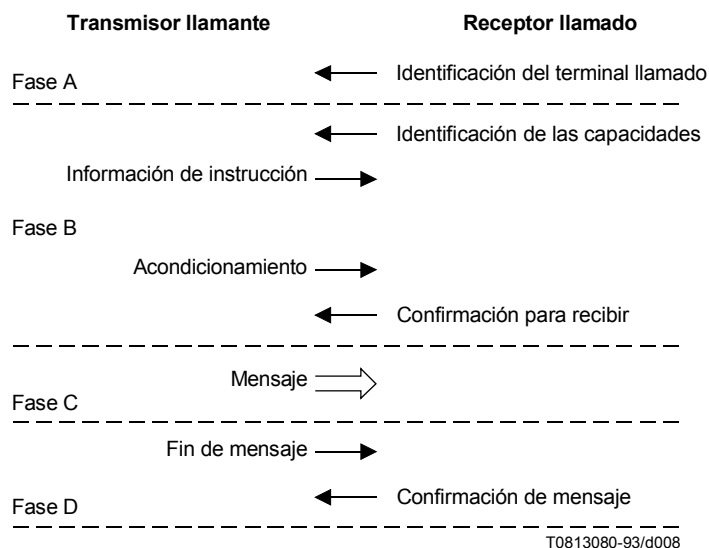 Transmisor llamante Receptor llamado
Identificación del terminal llamado
Fase A
Identificación de las capacidades
Información de instrucción
Fase B
Acondicionamiento
Confirmación para recibir
Mensaje
Fase C
Fin de mensaje
Confirmación de mensaje
Fase D
T0813080-93/d008